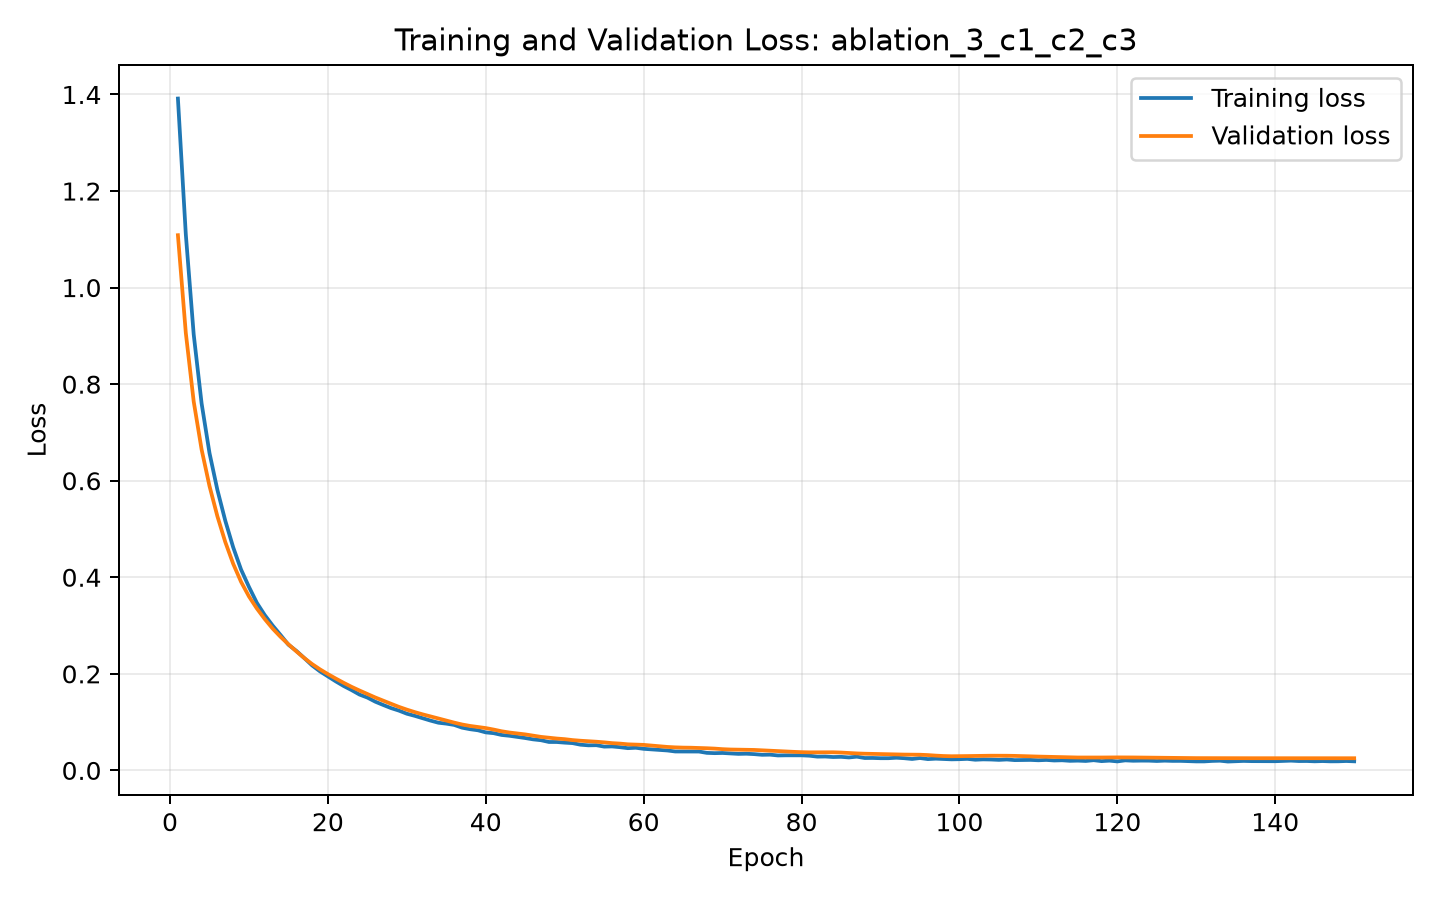 Training and Validation Loss: ablation_3_c1_c2_c3
Training loss
Validation loss
1.4
1.2
1.0
0.8
0.6
0.4
0.2
0.0
Loss
0 20 40 60 80 100 120 140
Epoch